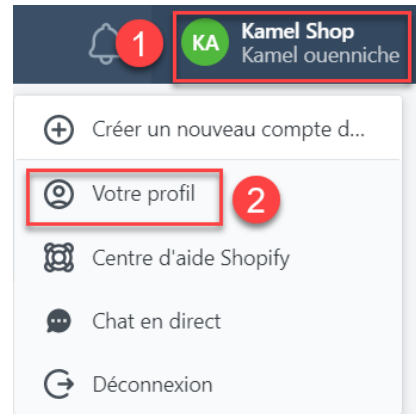 1
KA
Kamel Shop
Kamel ouenniche
Créer un nouveau compte d...
Votre profil
2
Centre d'aide Shopify
Chat en direct
Déconnexion